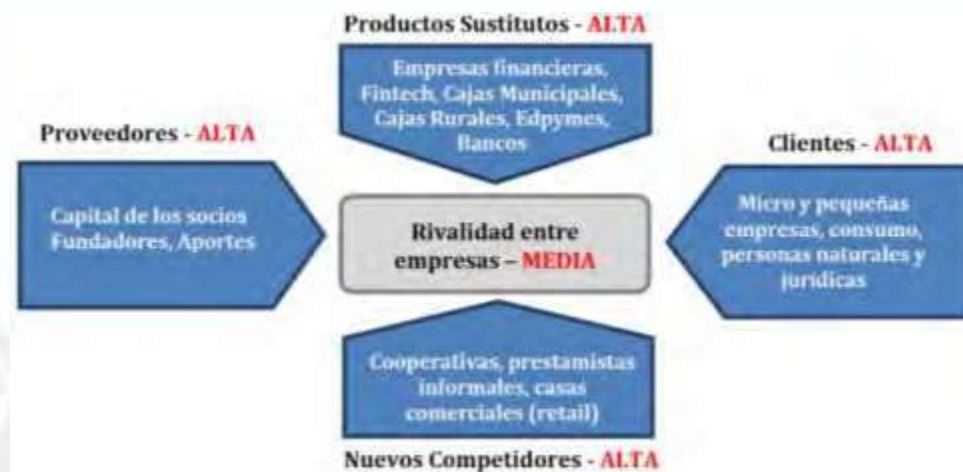 Productos Sustitutos - ALTA
Empresas financieras,
Fintech, Cajas Municipales,
Cajas Rurales, Edpymes,
Bancos
Proveedores - ALTA
Capital de los socios
Fundadores, Aportes
Clientes - ALTA
Micro y pequeñas
empresas, consumo,
personas naturales y
jurídicas
Rivalidad entre
empresas – MEDIA
Cooperativas, prestamistas
informales, casas
comerciales (retail)
Nuevos Competidores - ALTA